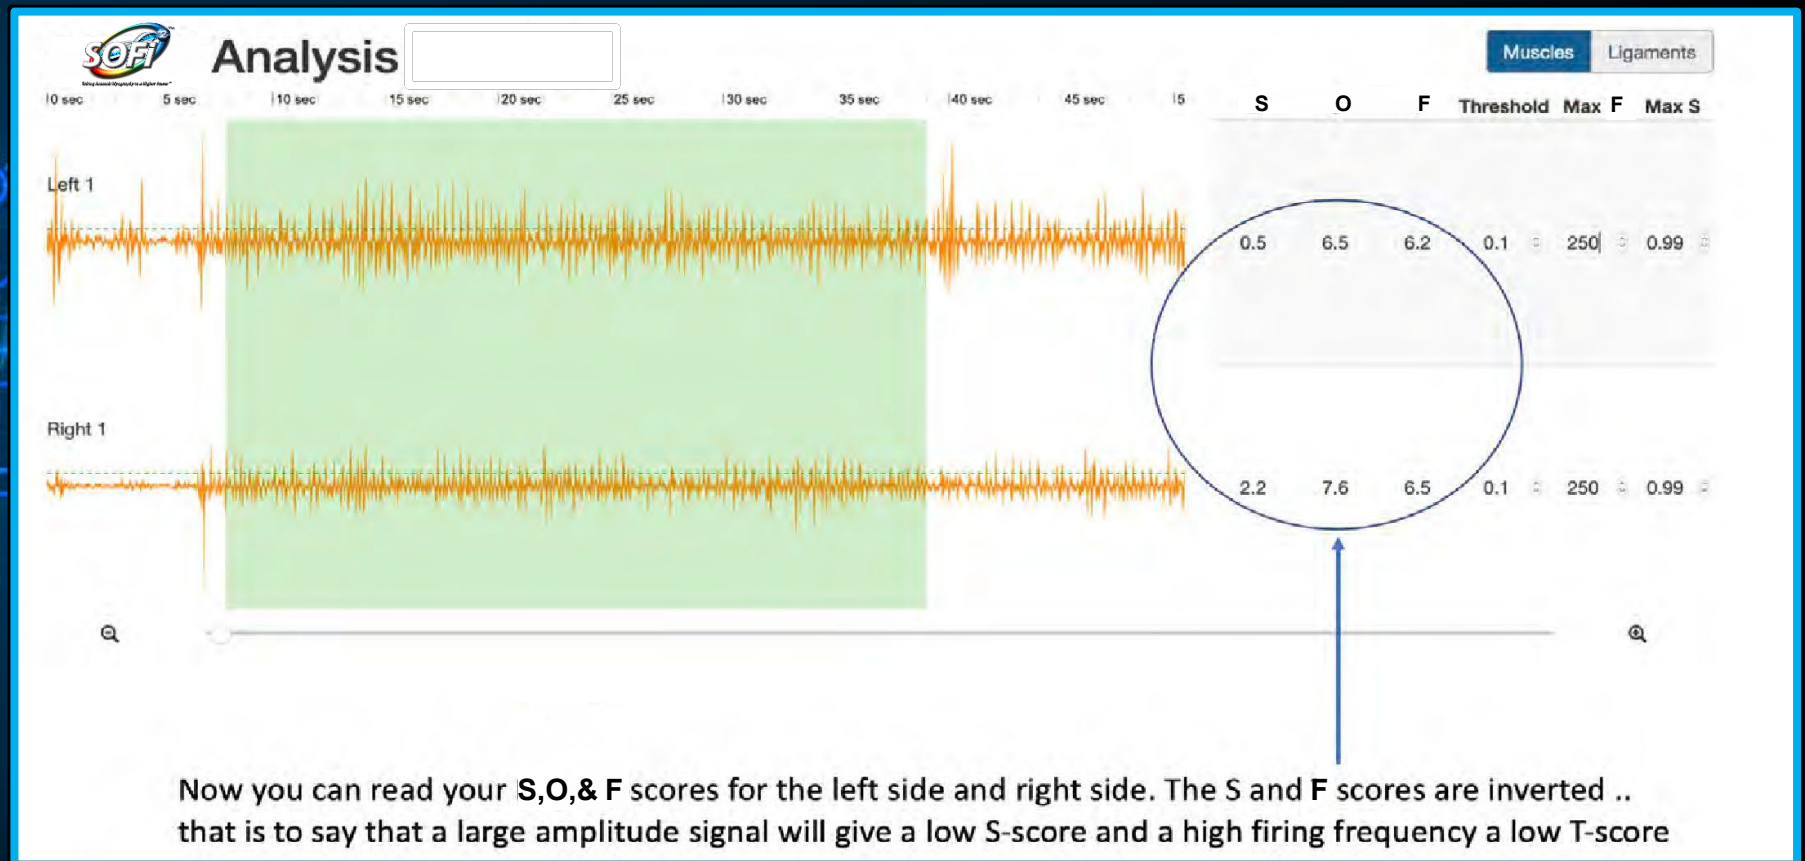 SOFi
Analysis
Muscles Ligaments
0 sec 5 sec 10 sec 15 sec 20 sec 25 sec 30 sec 35 sec 40 sec 45 sec 5
S O F Threshold Max F Max S
Left 1
0.5 6.5 6.2 0.1 250 0.99
Right 1
2.2 7.6 6.5 0.1 250 0.99
Now you can read your S,O,& F scores for the left side and right side. The S and F scores are inverted ..
that is to say that a large amplitude signal will give a low S-score and a high firing frequency a low T-score